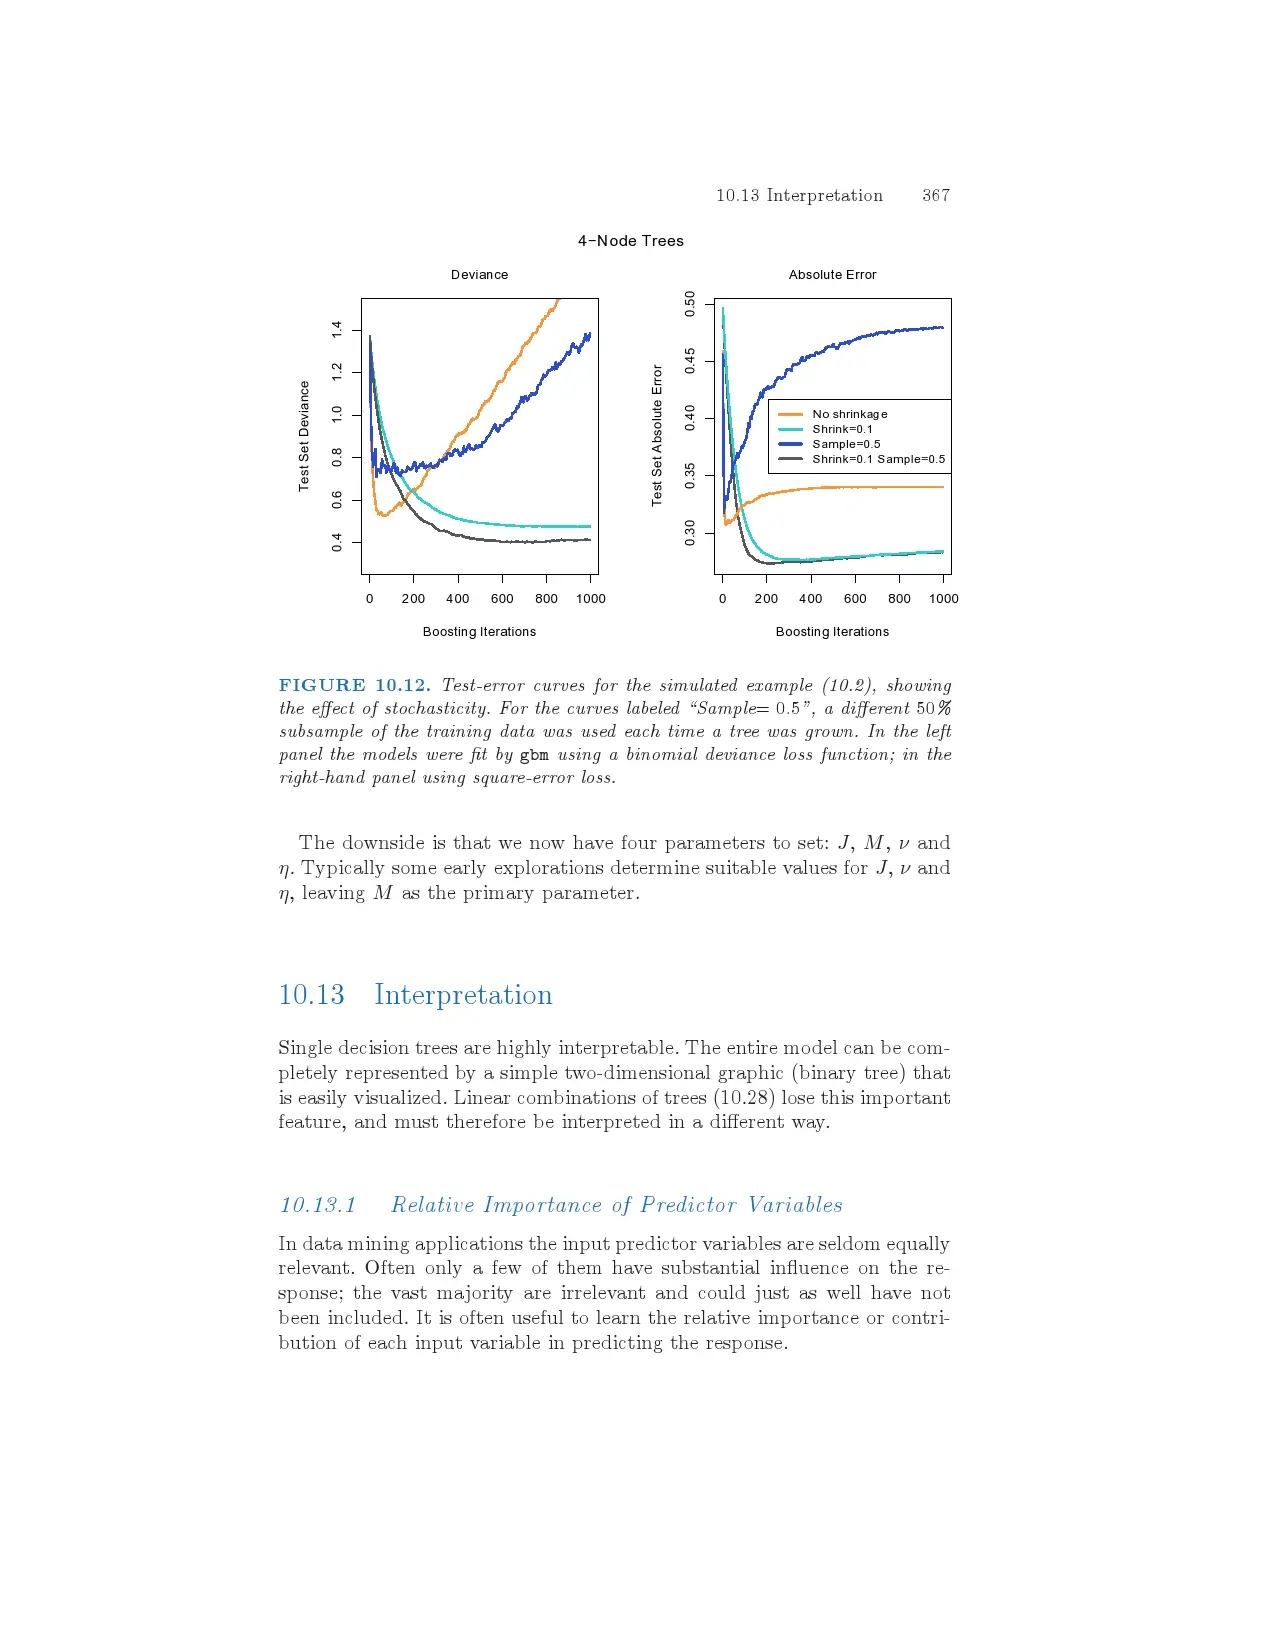 10.13 Interpretation 367
4−Node Trees
Deviance
Absolute Error
Test Set Deviance
0.4 0.6 0.8 1.0 1.2 1.4
0 200 400 600 800 1000
Boosting Iterations
Test Set Absolute Error
0.30 0.35 0.40 0.45 0.50
No shrinkage
Shrink=0.1
Sample=0.5
Shrink=0.1 Sample=0.5
0 200 400 600 800 1000
Boosting Iterations
FIGURE 10.12. Test-error curves for the simulated example (10.2), showing
the effect of stochasticity. For the curves labeled “Sample= 0.5”, a different 50%
subsample of the training data was used each time a tree was grown. In the left
panel the models were fit by gbm using a binomial deviance loss function; in the
right-hand panel using square-error loss.
The downside is that we now have four parameters to set: J, M, ν and
η. Typically some early explorations determine suitable values for J, ν and
η, leaving M as the primary parameter.
10.13 Interpretation
Single decision trees are highly interpretable. The entire model can be com-
pletely represented by a simple two-dimensional graphic (binary tree) that
is easily visualized. Linear combinations of trees (10.28) lose this important
feature, and must therefore be interpreted in a different way.
10.13.1 Relative Importance of Predictor Variables
In data mining applications the input predictor variables are seldom equally
relevant. Often only a few of them have substantial influence on the re-
sponse; the vast majority are irrelevant and could just as well have not
been included. It is often useful to learn the relative importance or contri-
bution of each input variable in predicting the response.